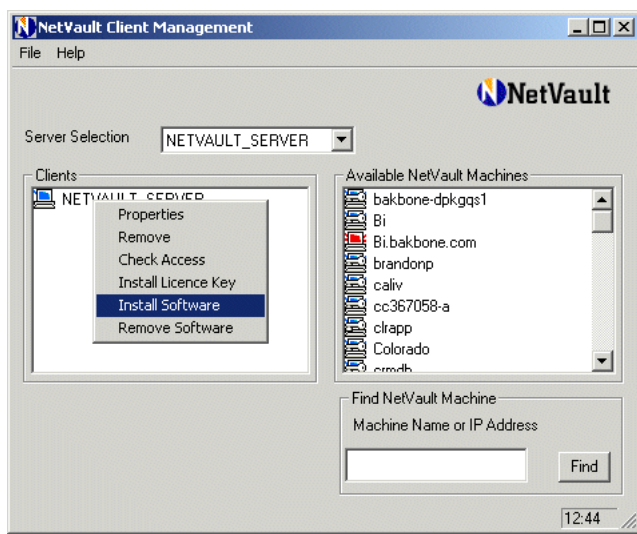 NetVault Client Management
File Help
NetVault
Server Selection NETVAULT_SERVER
Clients
NETVAULT_SERVER
Properties
Remove
Check Access
Install Licence Key
Install Software
Remove Software
Available NetVault Machines
bakbone-dpkgqs1
Bi
Bi.bakbone.com
brandonp
caliv
cc367058-a
clrapp
Colorado
crmdb
Find NetVault Machine
Machine Name or IP Address
Find
12:44